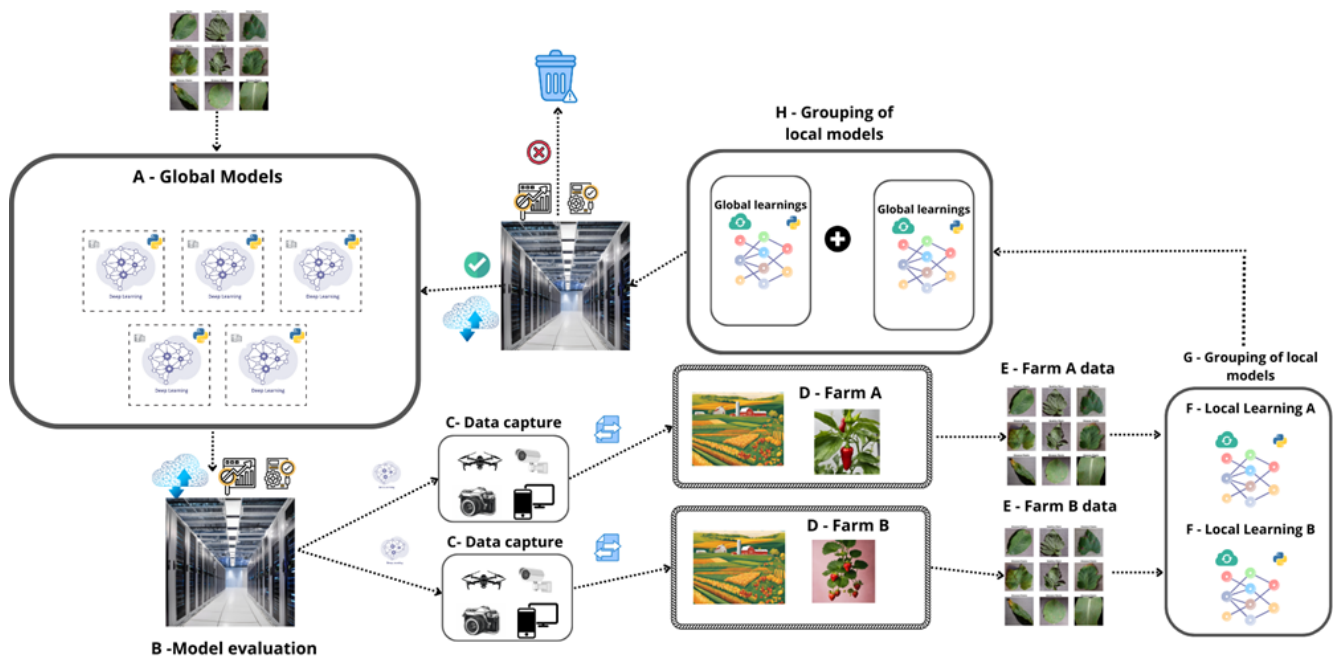 A - Global Models
Deep Learning
Deep Learning
Deep Learning
Deep Learning
Deep Learning
B -Model evaluation
C- Data capture
C- Data capture
D - Farm A
D - Farm B
E - Farm A data
E - Farm B data
G - Grouping of local
models
F - Local Learning A
F - Local Learning B
H - Grouping of
local models
Global learnings
Global learnings